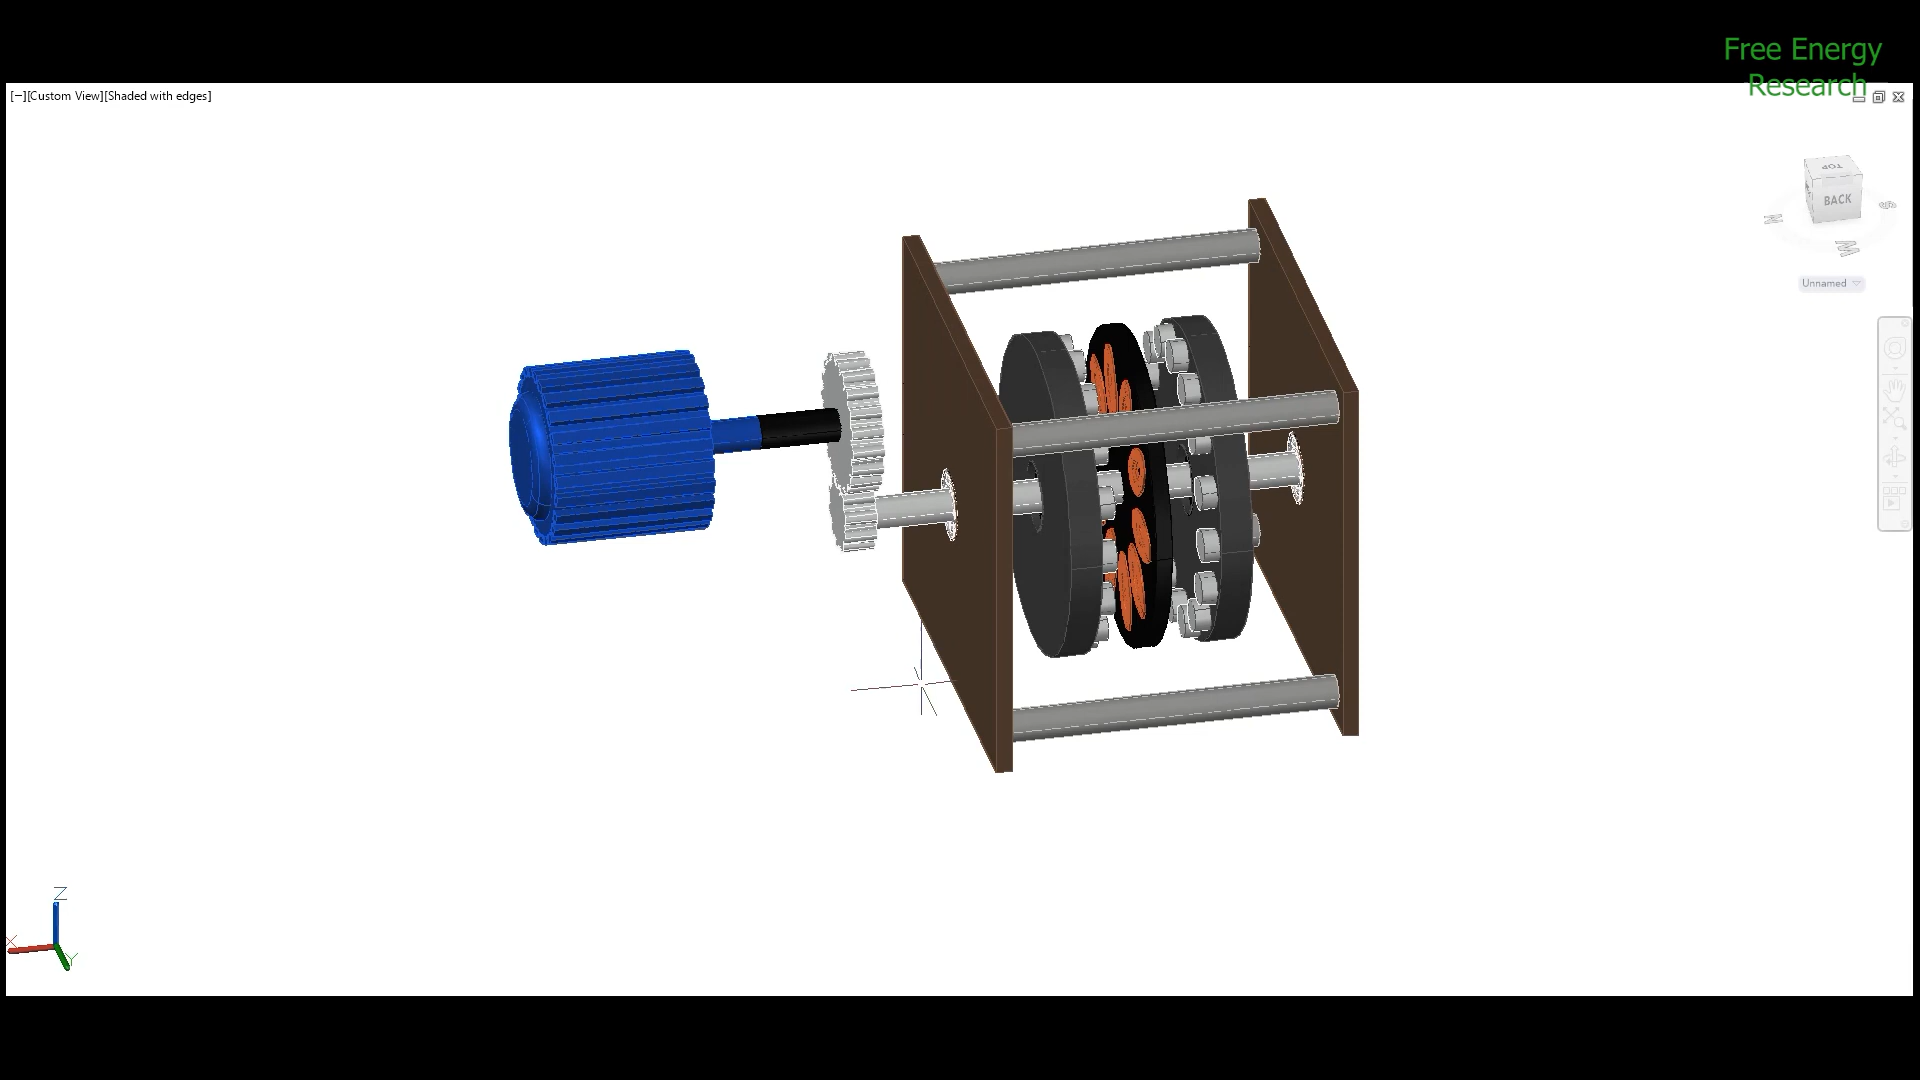 Free Energy
Research
[−][Custom View][Shaded with edges]
TOP
BACK
N
S
W
Unnamed
Z
X
Y